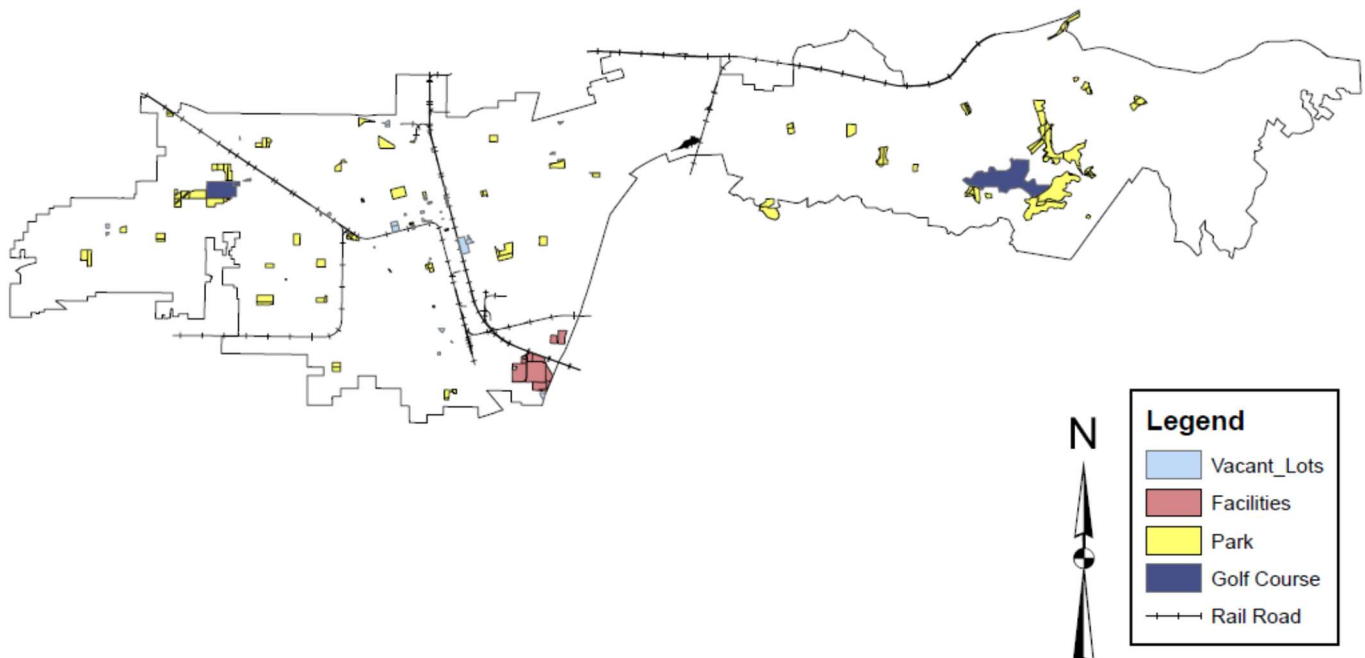 N
Legend
Vacant_Lots
Facilities
Park
Golf Course
Rail Road